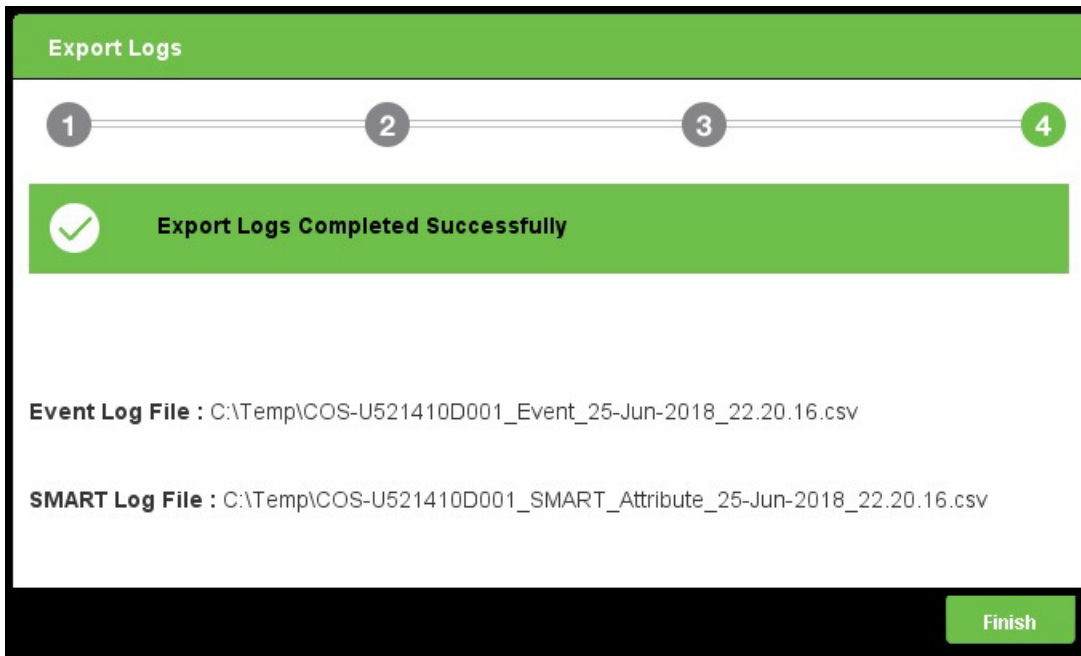 Export Logs
1 2 3 4
Export Logs Completed Successfully
Event Log File : C:\Temp\COS-U521410D001_Event_25-Jun-2018_22.20.16.csv
SMART Log File : C:\Temp\COS-U521410D001_SMART_Attribute_25-Jun-2018_22.20.16.csv
Finish